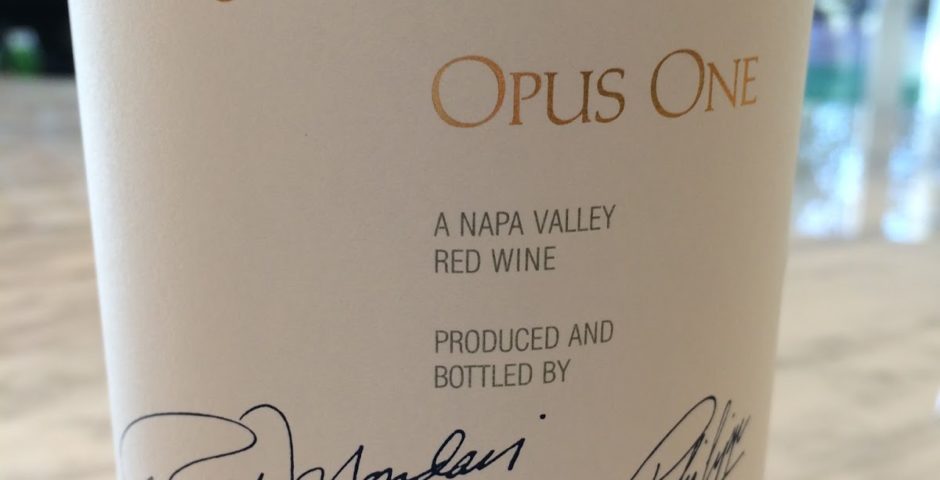 OPUS ONE
A NAPA VALLEY
RED WINE
PRODUCED AND
BOTTLED BY